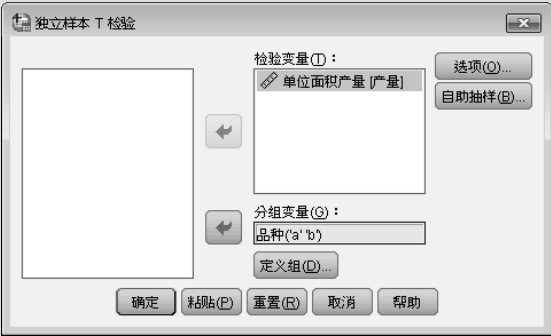 独立样本 T 检验
检验变量(T)：
单位面积产量 [产量]
选项(O)...
自助抽样(B)...
分组变量(G)：
品种('a' 'b')
定义组(D)...
确定
粘贴(P)
重置(R)
取消
帮助